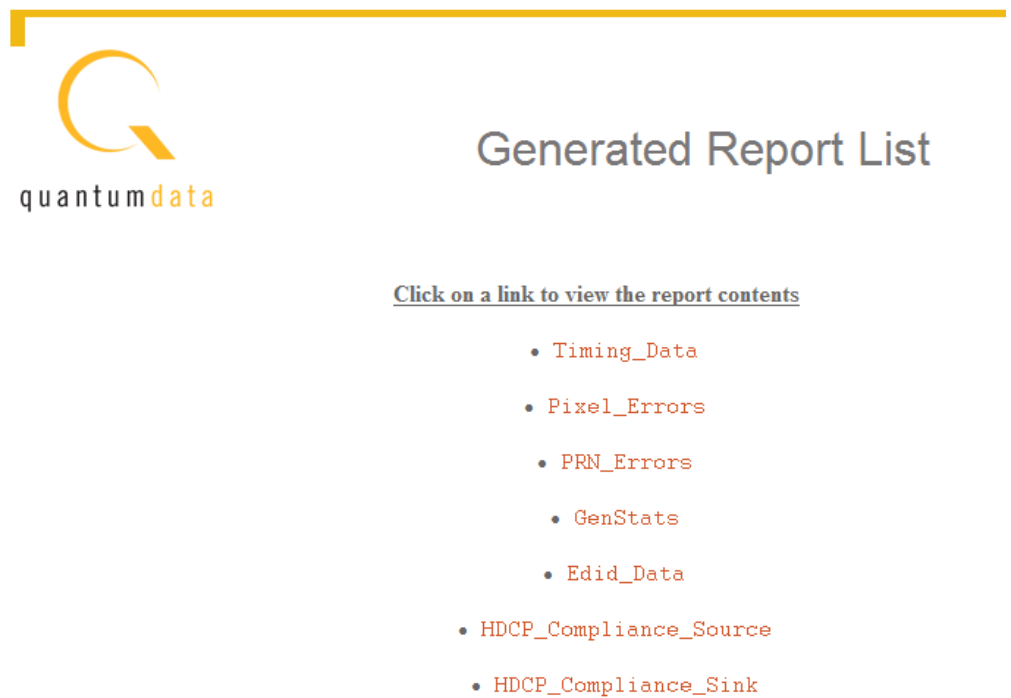 quantumdata
Generated Report List
Click on a link to view the report contents
• Timing_Data
• Pixel_Errors
• PRN_Errors
• GenStats
• Edid_Data
• HDCP_Compliance_Source
• HDCP_Compliance_Sink